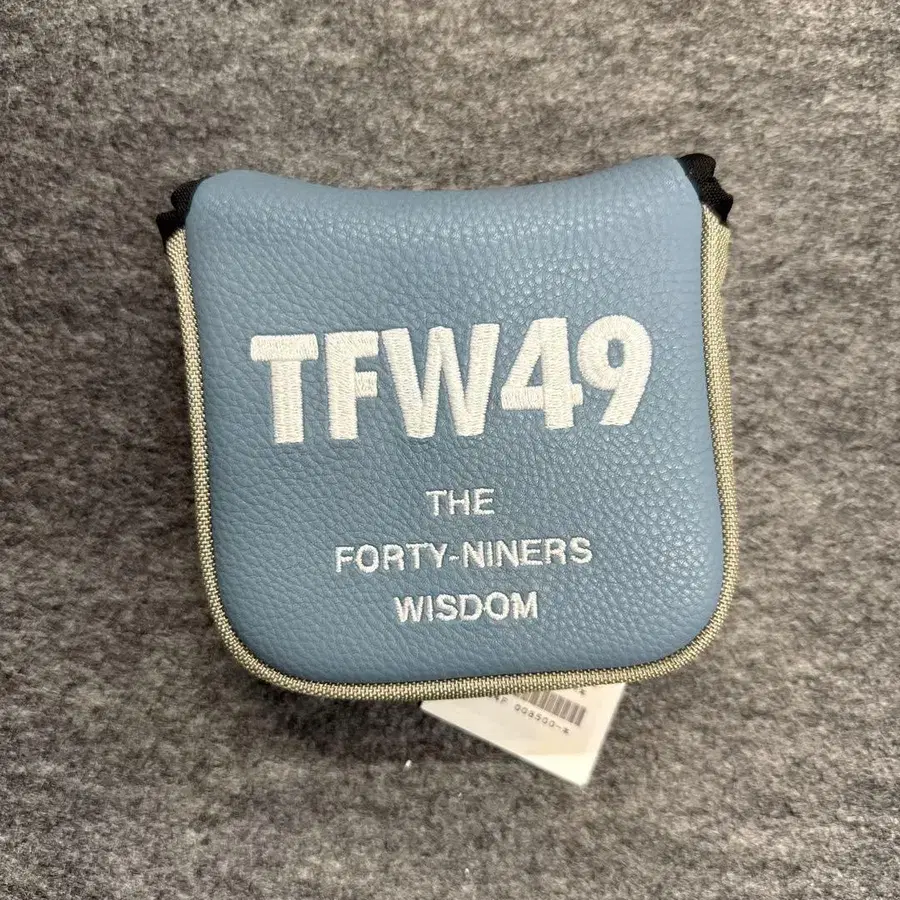 TFW49
THE
FORTY-NINERS
WISDOM